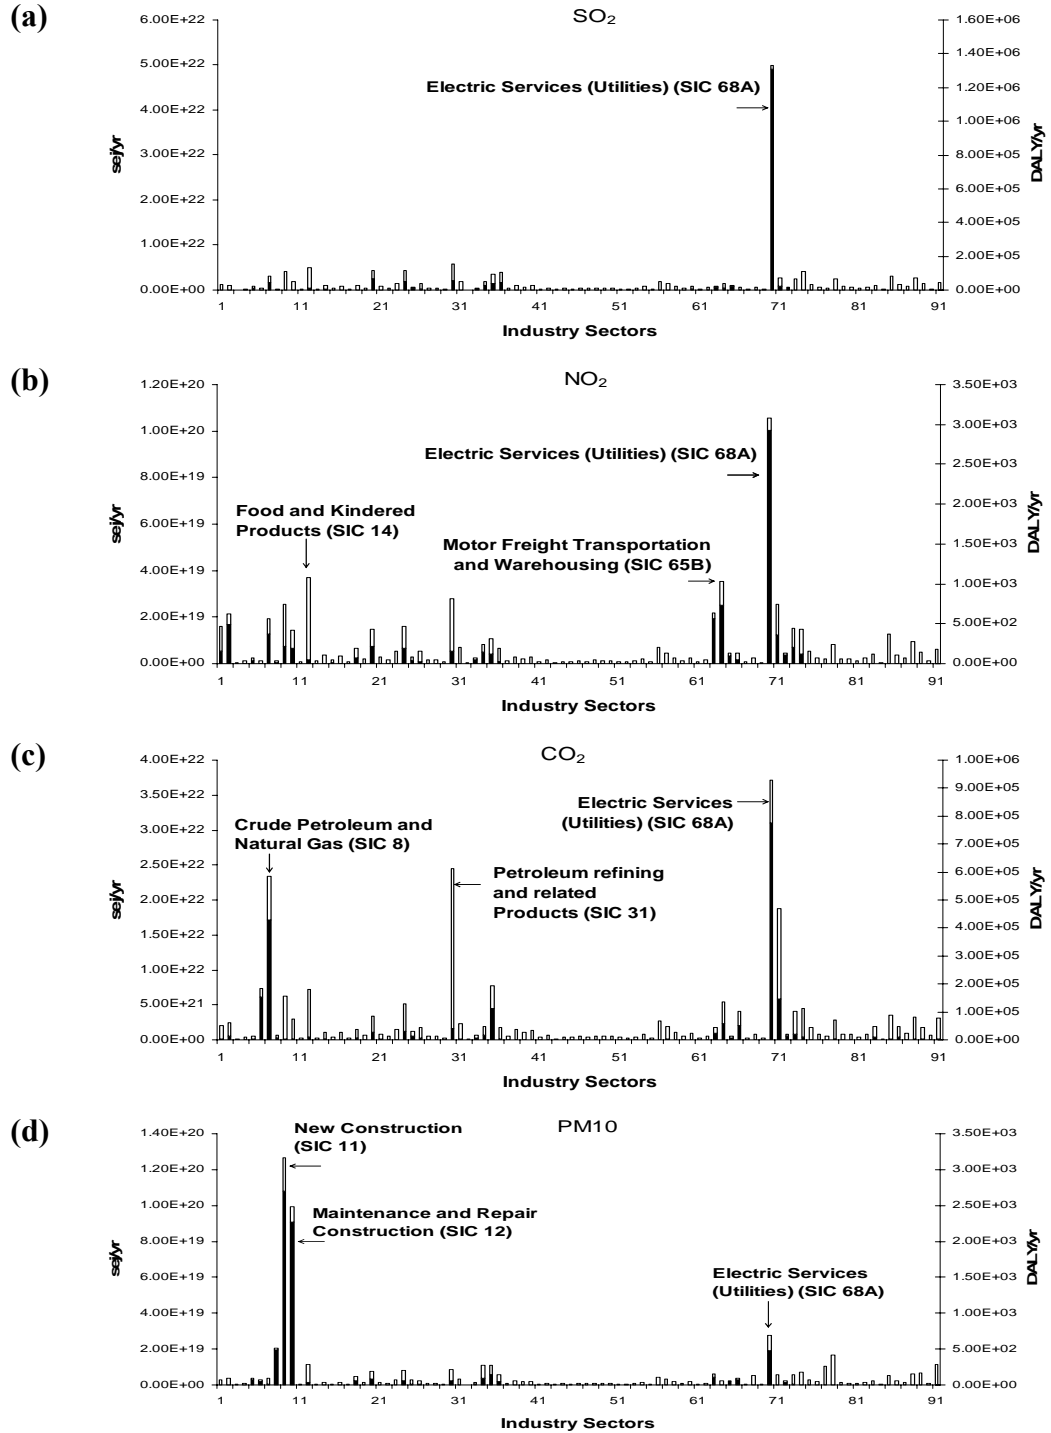 (a)
SO2
6.00E+22
5.00E+22
4.00E+22
3.00E+22
2.00E+22
1.00E+22
0.00E+00
sej/yr
Electric Services (Utilities) (SIC 68A)
1.60E+06
1.40E+06
1.20E+06
1.00E+06
8.00E+05
6.00E+05
4.00E+05
2.00E+05
0.00E+00
DALY/yr
1 11 21 31 41 51 61 71 81 91
Industry Sectors
(b)
NO2
1.20E+20
1.00E+20
8.00E+19
6.00E+19
4.00E+19
2.00E+19
0.00E+00
sej/yr
Electric Services (Utilities) (SIC 68A)
Food and Kindered
Products (SIC 14)
Motor Freight Transportation
and Warehousing (SIC 65B)
3.50E+03
3.00E+03
2.50E+03
2.00E+03
1.50E+03
1.00E+03
5.00E+02
0.00E+00
DALY/yr
1 11 21 31 41 51 61 71 81 91
Industry Sectors
(c)
CO2
4.00E+22
3.50E+22
3.00E+22
2.50E+22
2.00E+22
1.50E+22
1.00E+22
5.00E+21
0.00E+00
sej/yr
Electric Services
(Utilities) (SIC 68A)
Crude Petroleum and
Natural Gas (SIC 8)
Petroleum refining
and related
Products (SIC 31)
1.00E+06
9.00E+05
8.00E+05
7.00E+05
6.00E+05
5.00E+05
4.00E+05
3.00E+05
2.00E+05
1.00E+05
0.00E+00
DALY/yr
1 11 21 31 41 51 61 71 81 91
Industry Sectors
(d)
PM10
1.40E+20
1.20E+20
1.00E+20
8.00E+19
6.00E+19
4.00E+19
2.00E+19
0.00E+00
sej/yr
New Construction
(SIC 11)
Maintenance and Repair
Construction (SIC 12)
Electric Services
(Utilities) (SIC 68A)
3.50E+03
3.00E+03
2.50E+03
2.00E+03
1.50E+03
1.00E+03
5.00E+02
0.00E+00
DALY/yr
1 11 21 31 41 51 61 71 81 91
Industry Sectors